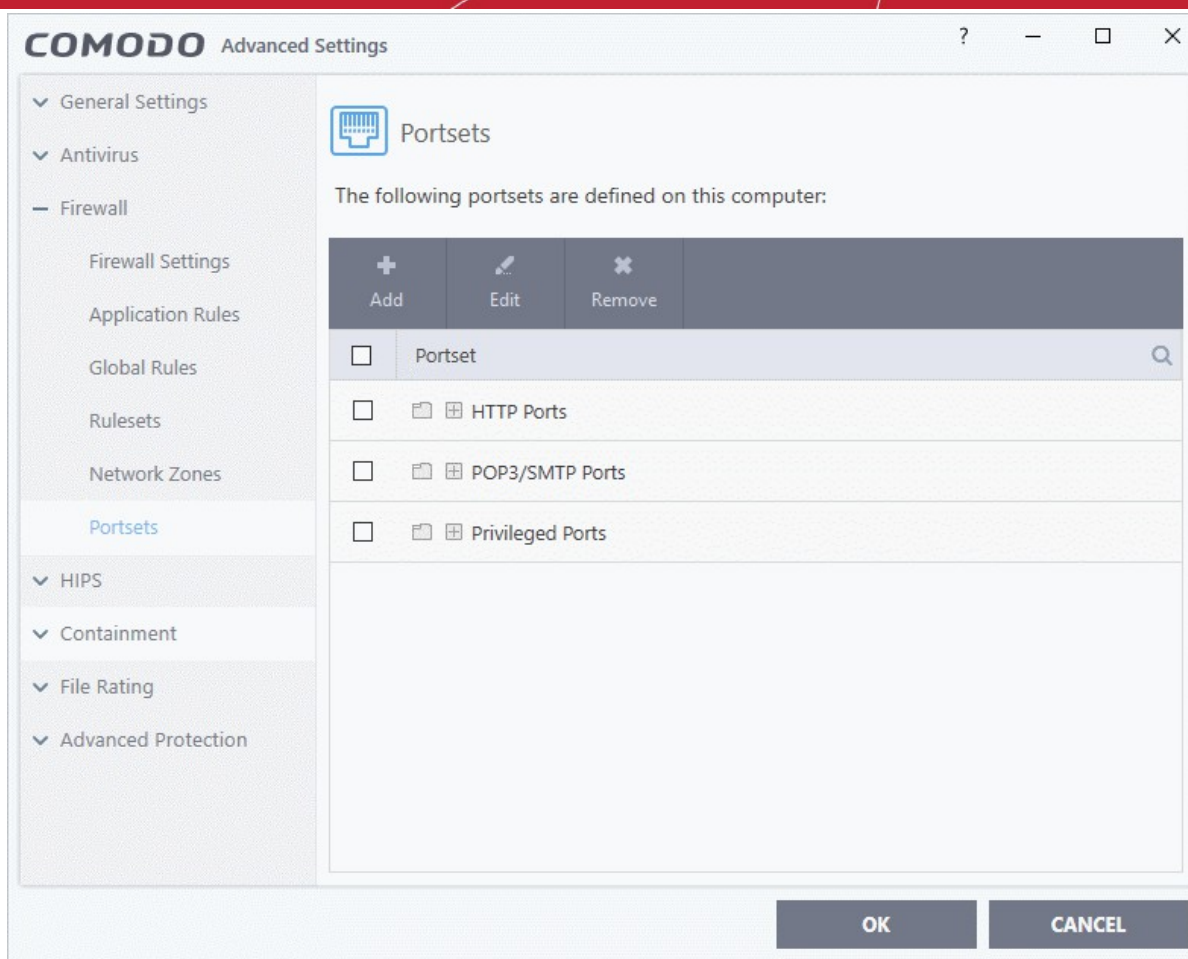 COMODO Advanced Settings
?
General Settings
Antivirus
Firewall
Firewall Settings
Application Rules
Global Rules
Rulesets
Network Zones
Portsets
HIPS
Containment
File Rating
Advanced Protection
Portsets
The following portsets are defined on this computer:
Add Edit Remove
Portset
HTTP Ports
POP3/SMTP Ports
Privileged Ports
OK CANCEL